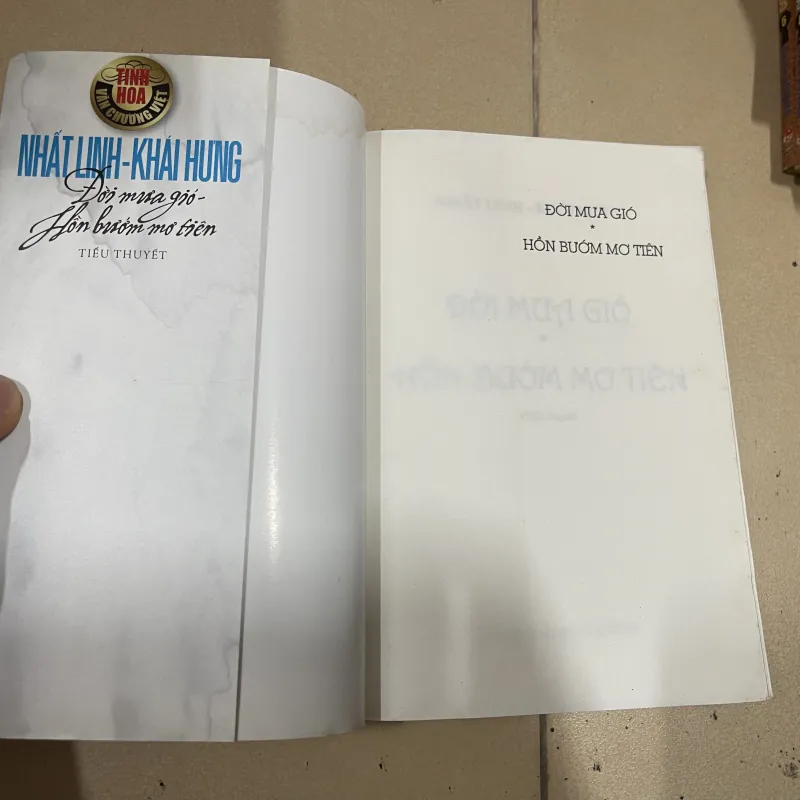 TINH
HOA
VĂN CHƯƠNG VIỆT
NHẤT LINH-KHÁI HƯNG
Đời mưa gió-
Hồn bướm mơ tiên
TIỂU THUYẾT
ĐỜI MƯA GIÓ
*
HỒN BƯỚM MƠ TIÊN